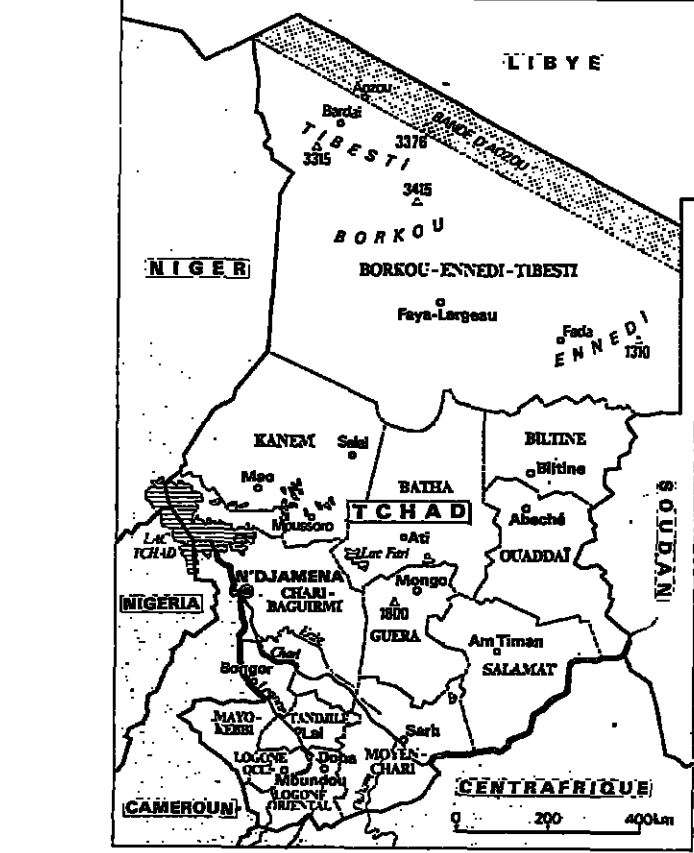 LIBYE
Aozou
Bardaï
TIBESTI
3376
BANDE D'AOZOU
3315
3415
BORKOU
NIGER
BORKOU-ENNEDI-TIBESTI
Faya-Largeau
Fada
ENNEDI
1310
KANEM
Salal
BILTINE
Mao
Biltine
BATHA
TCHAD
SOUDAN
Moussoro
Abeché
LAC
TCHAD
Ati
Lac Fitri
OUADDAÏ
N'DJAMENA
CHARI-
BAGUIRMI
Mongo
1800
GUERA
NIGERIA
Am Timan
SALAMAT
Chari
Bongor
Logone
MAYO-
KEBBI
TANDJILE
Laï
Sarh
LOGONE
OCC.
Doba
MOYEN-
CHARI
Moundou
LOGONE
ORIENTAL
CAMEROUN
CENTRAFRIQUE
0 200 400km